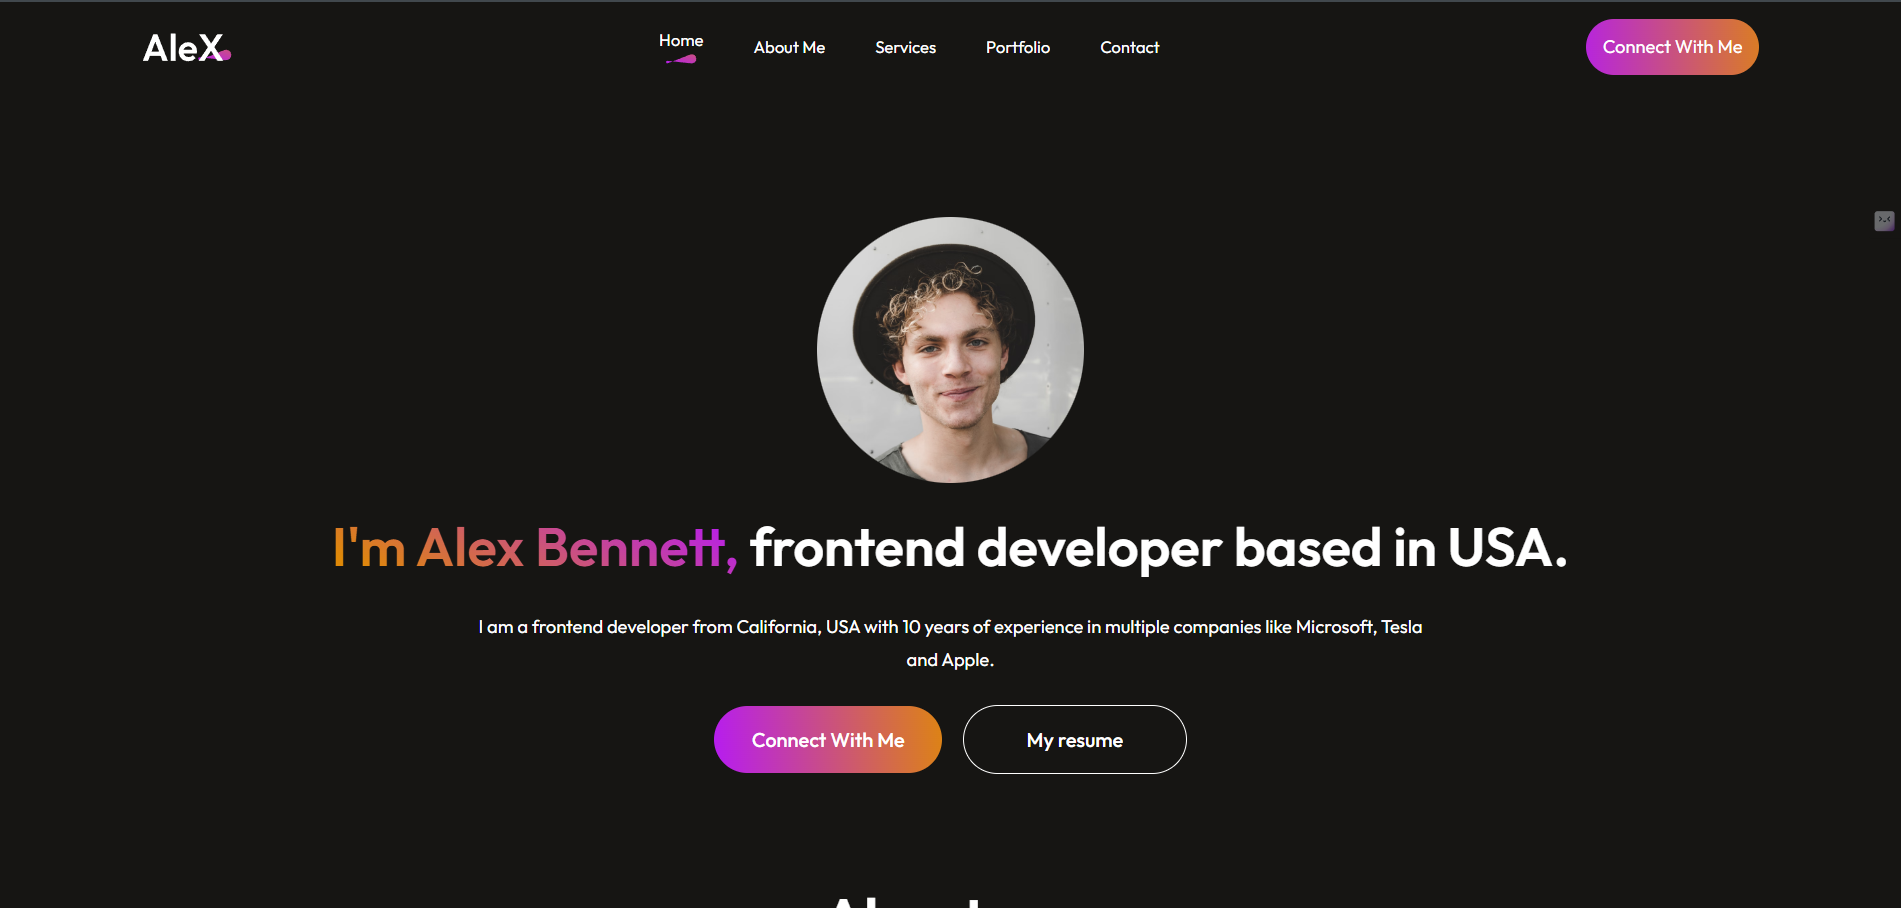 AleX
Home
About Me
Services
Portfolio
Contact
Connect With Me
I'm Alex Bennett, frontend developer based in USA.
I am a frontend developer from California, USA with 10 years of experience in multiple companies like Microsoft, Tesla
and Apple.
Connect With Me
My resume